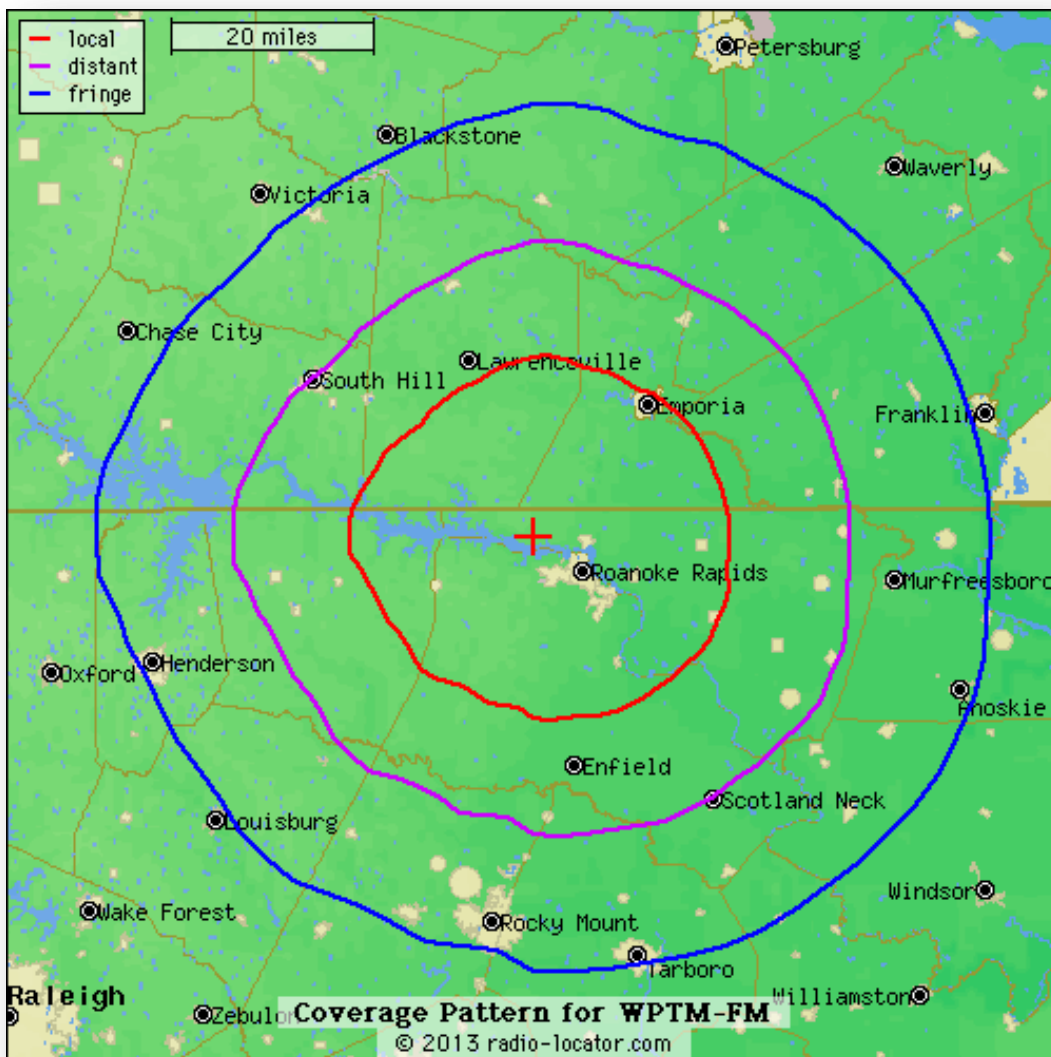 local
distant
fringe
20 miles
Petersburg
Blackstone
Waverly
Victoria
Chase City
Lawrenceville
South Hill
Emporia
Franklin
Roanoke Rapids
Murfreesboro
Henderson
Oxford
Ahoskie
Enfield
Scotland Neck
Louisburg
Windsor
Wake Forest
Rocky Mount
Tarboro
Raleigh
Williamston
Zebulon
Coverage Pattern for WPTM-FM
© 2013 radio-locator.com